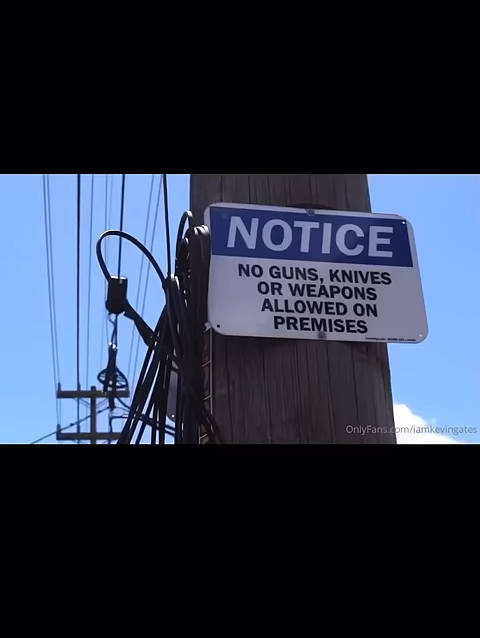 NOTICE
NO GUNS, KNIVES
OR WEAPONS
ALLOWED ON
PREMISES
OnlyFans.com/iamkevingates